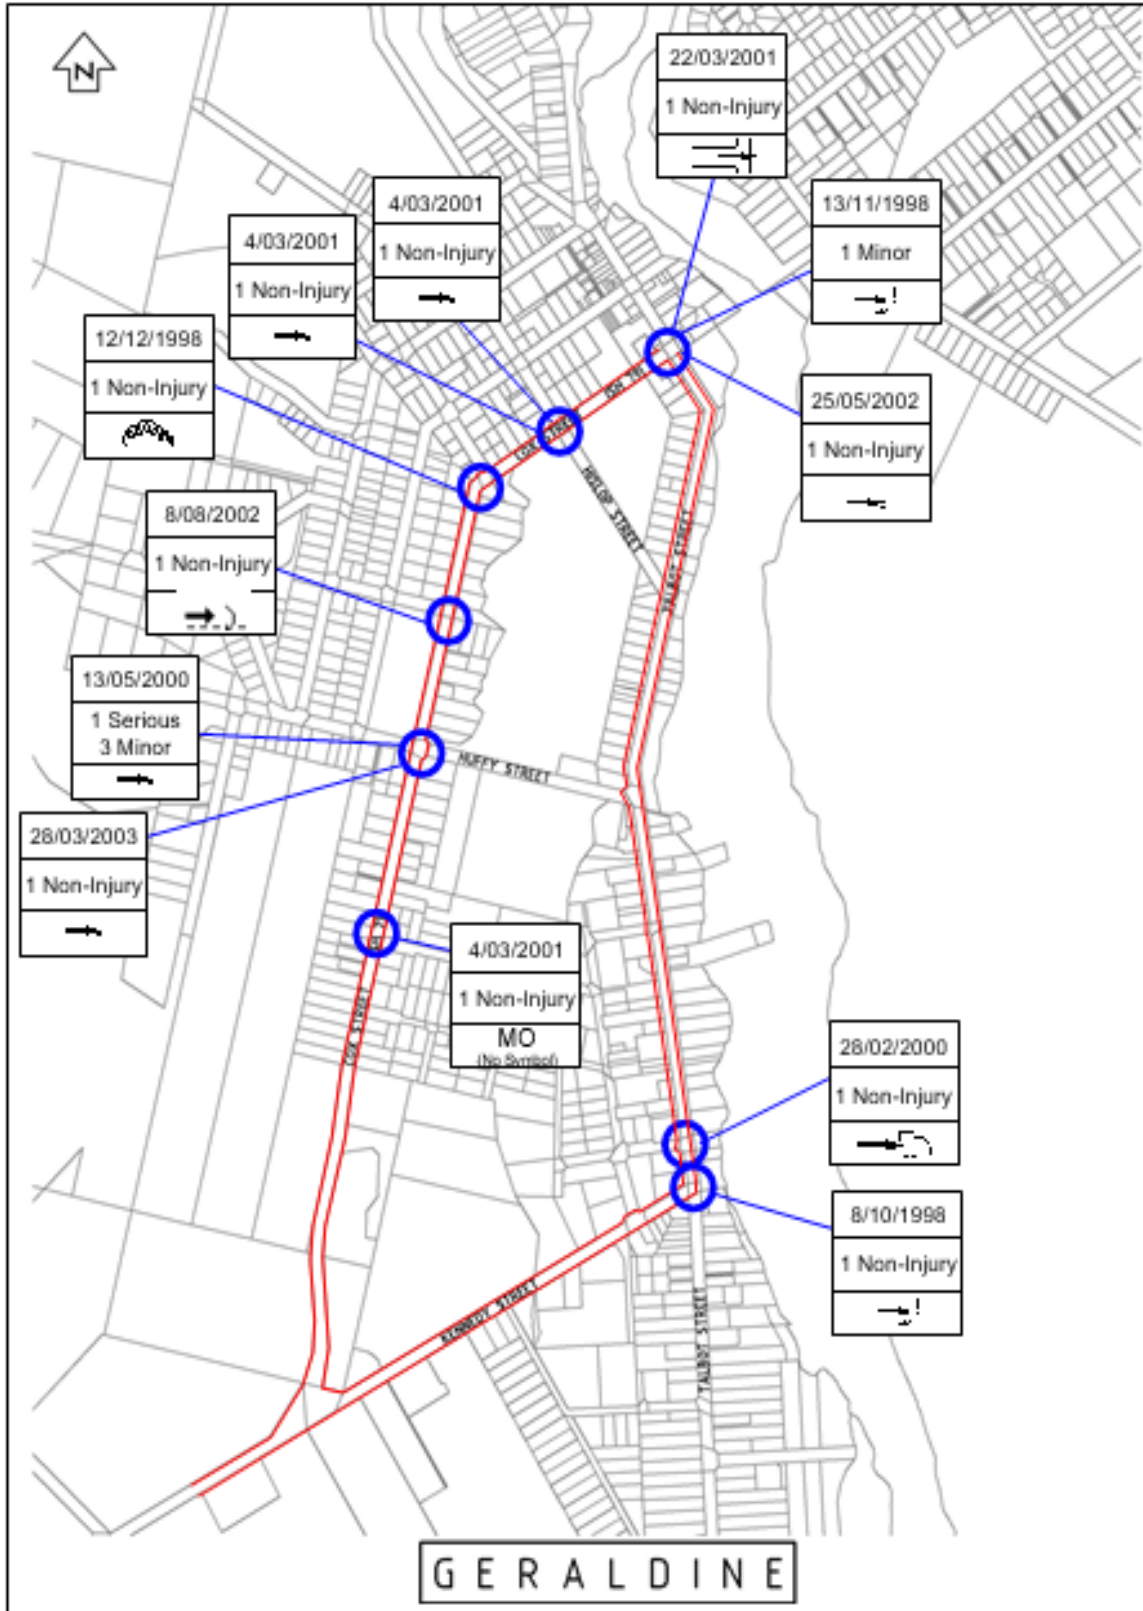 N
22/03/2001
1 Non-Injury
4/03/2001
1 Non-Injury
13/11/1998
1 Minor
4/03/2001
1 Non-Injury
12/12/1998
1 Non-Injury
25/05/2002
1 Non-Injury
COX STREET
HISLOP STREET
TALBOT STREET
8/08/2002
1 Non-Injury
13/05/2000
1 Serious
3 Minor
HUFFY STREET
28/03/2003
1 Non-Injury
4/03/2001
1 Non-Injury
MO
(No Symbol)
COX STREET
28/02/2000
1 Non-Injury
8/10/1998
1 Non-Injury
KENNEDY STREET
TALBOT STREET
GERALDINE